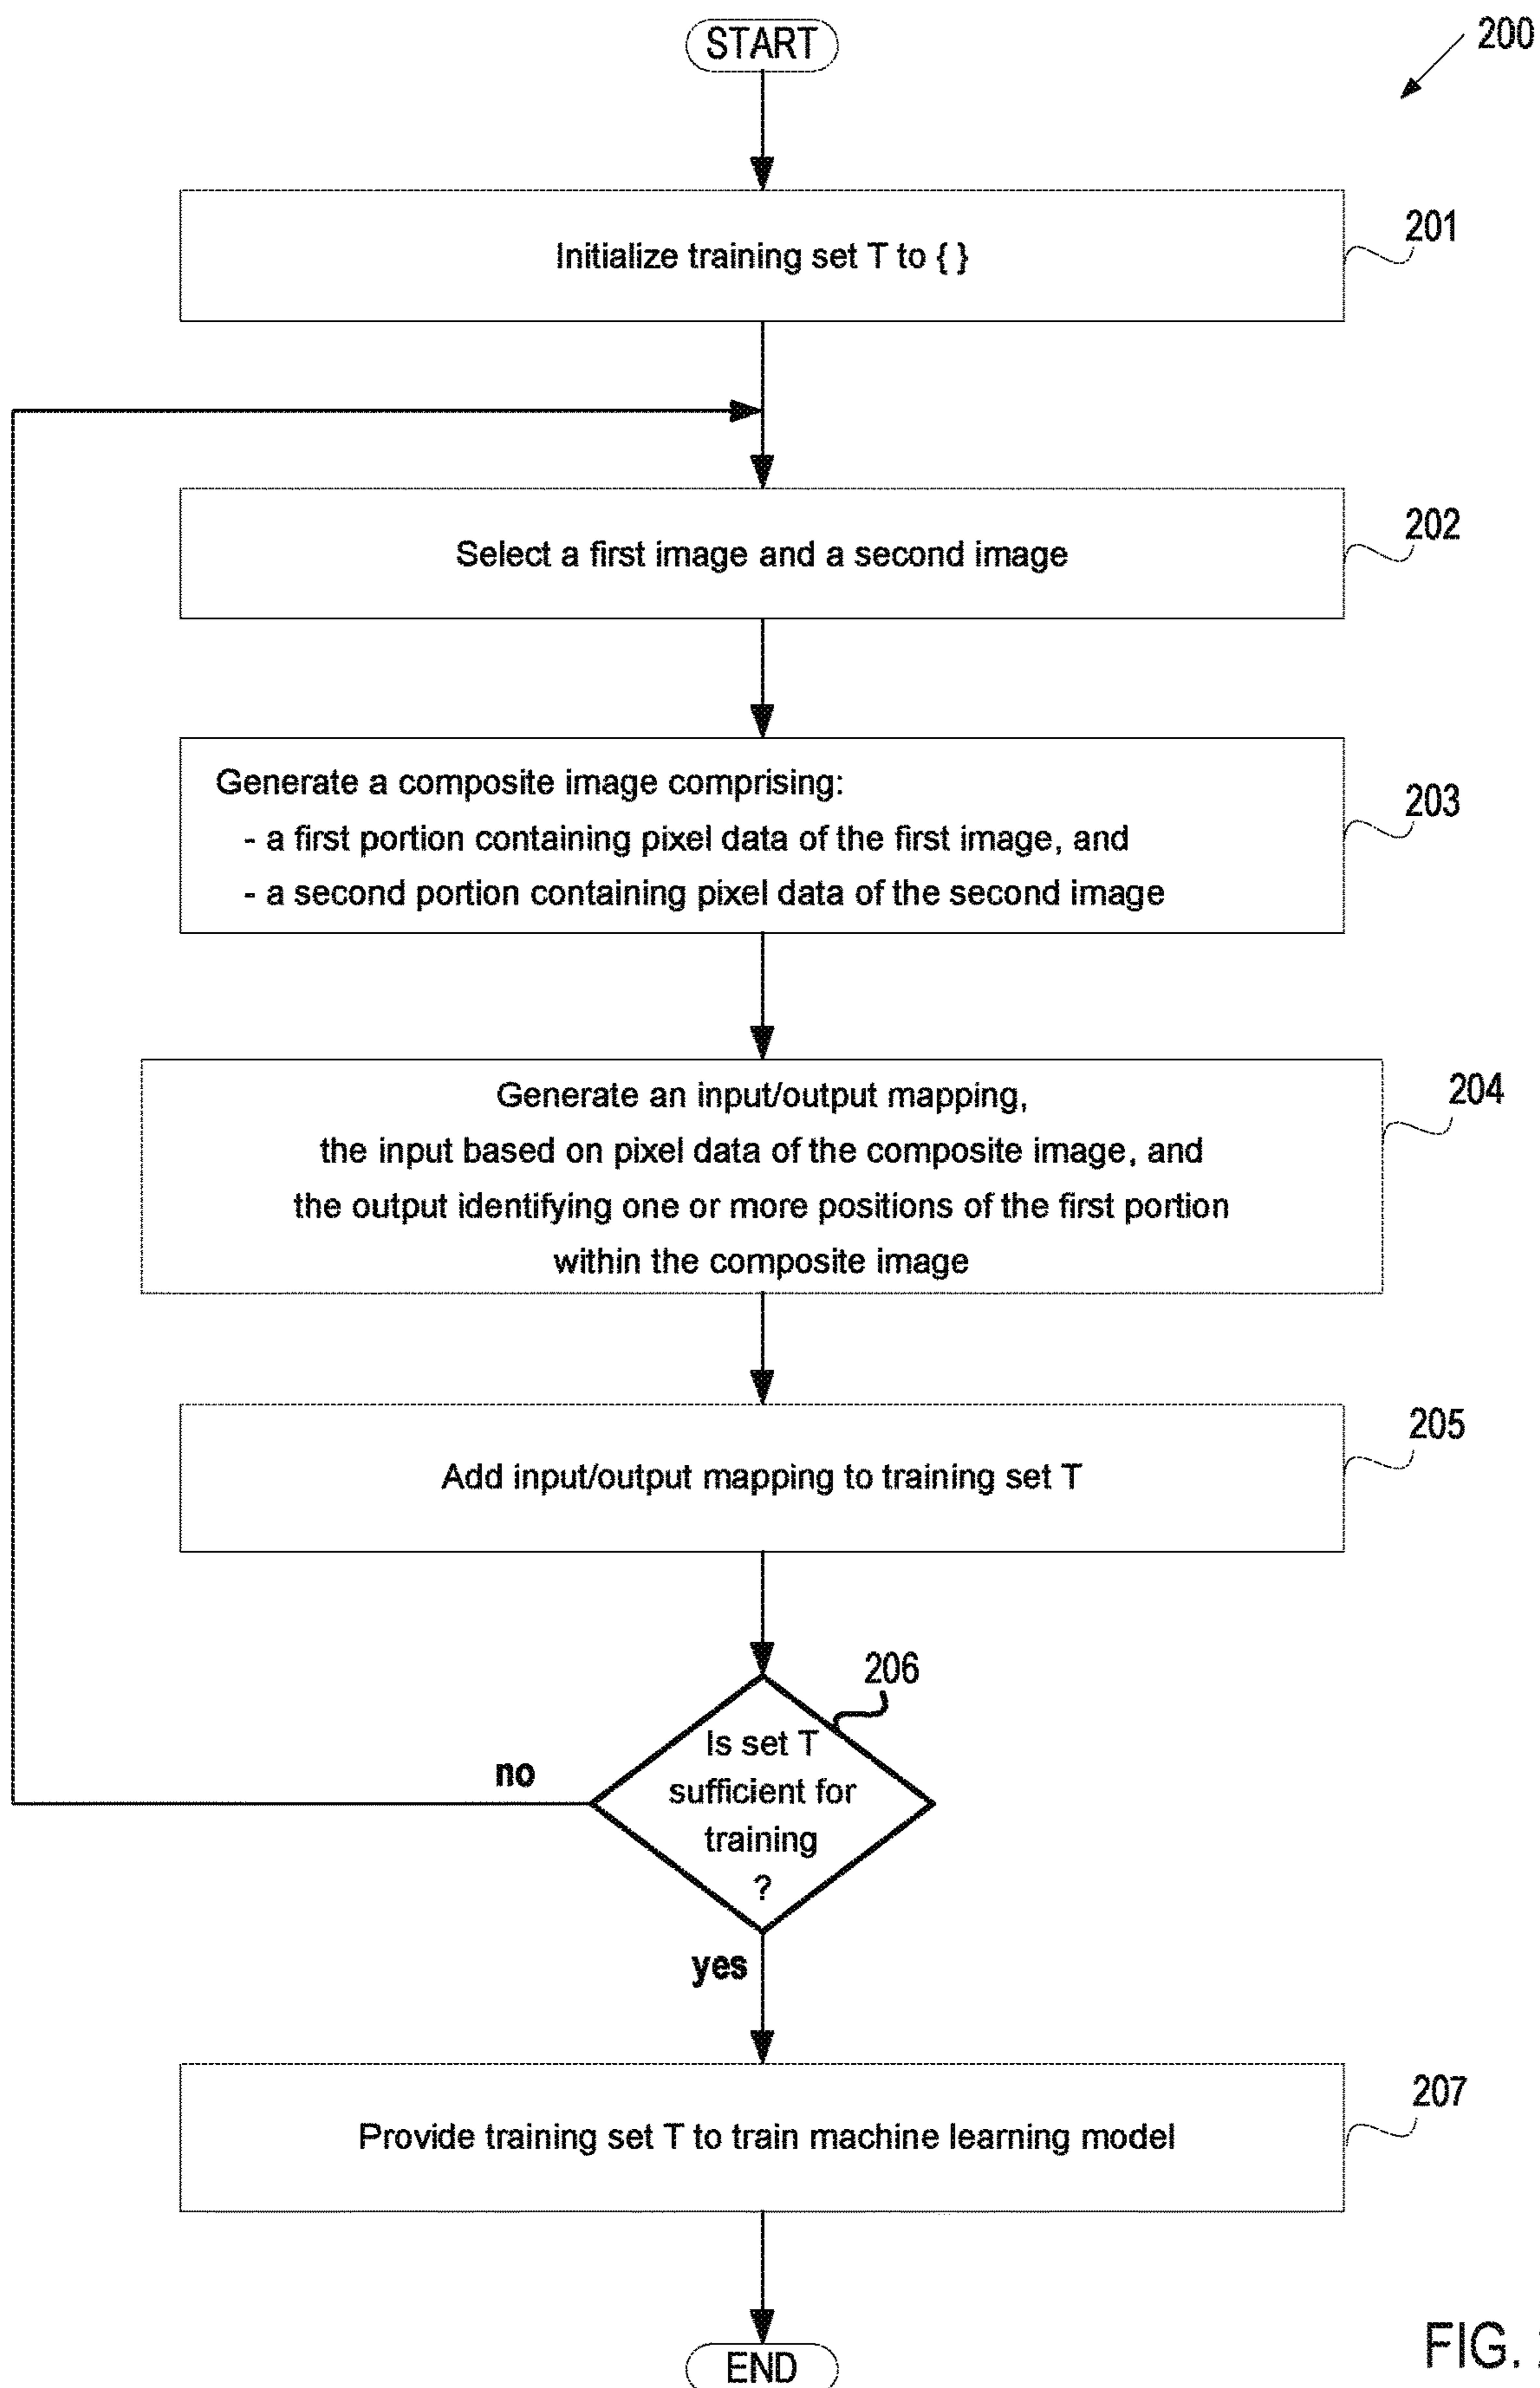 START
200
Initialize training set T to { }
201
Select a first image and a second image
202
Generate a composite image comprising:
- a first portion containing pixel data of the first image, and
- a second portion containing pixel data of the second image
203
Generate an input/output mapping,
the input based on pixel data of the composite image, and
the output identifying one or more positions of the first portion
within the composite image
204
Add input/output mapping to training set T
205
206
Is set T
sufficient for
training
?
no
yes
Provide training set T to train machine learning model
207
END
FIG.